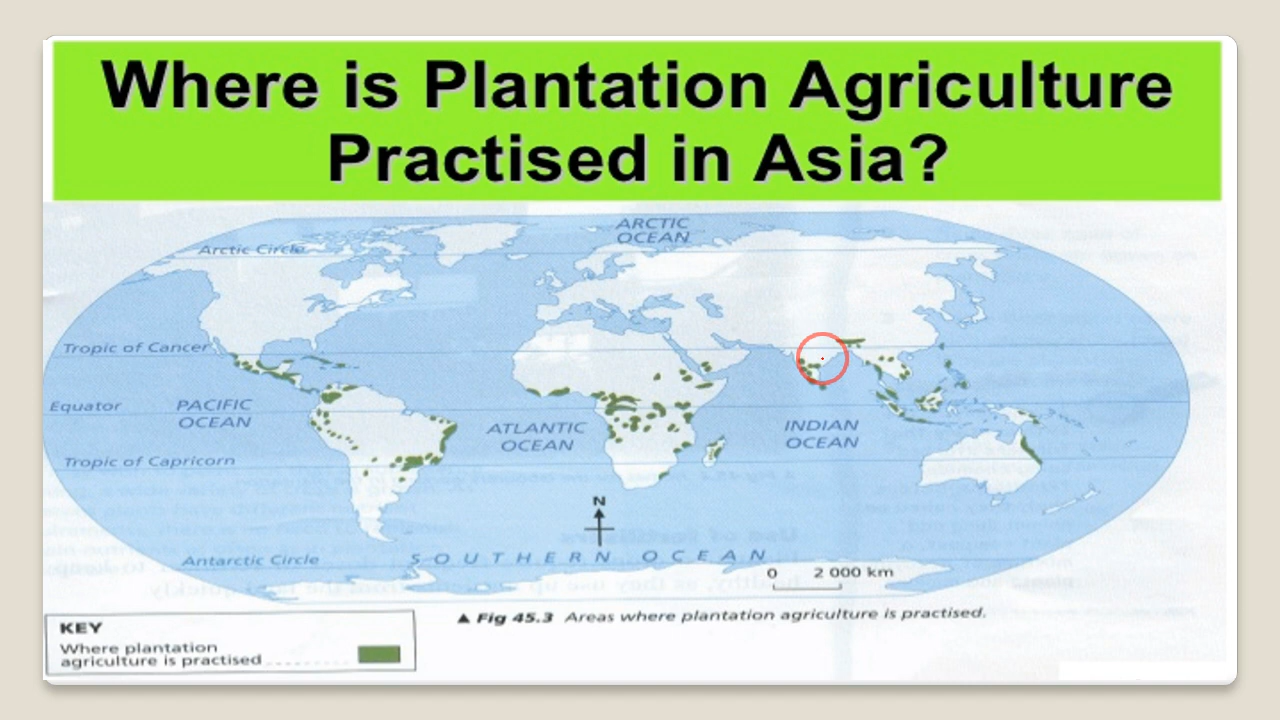 Where is Plantation Agriculture
Practised in Asia?
ARCTIC
OCEAN
Arctic Circle
Tropic of Cancer
Equator
PACIFIC
OCEAN
ATLANTIC
OCEAN
INDIAN
OCEAN
Tropic of Capricorn
N
SOUTHERN OCEAN
Antarctic Circle
0 2 000 km
▲ Fig 45.3 Areas where plantation agriculture is practised.
KEY
Where plantation
agriculture is practised